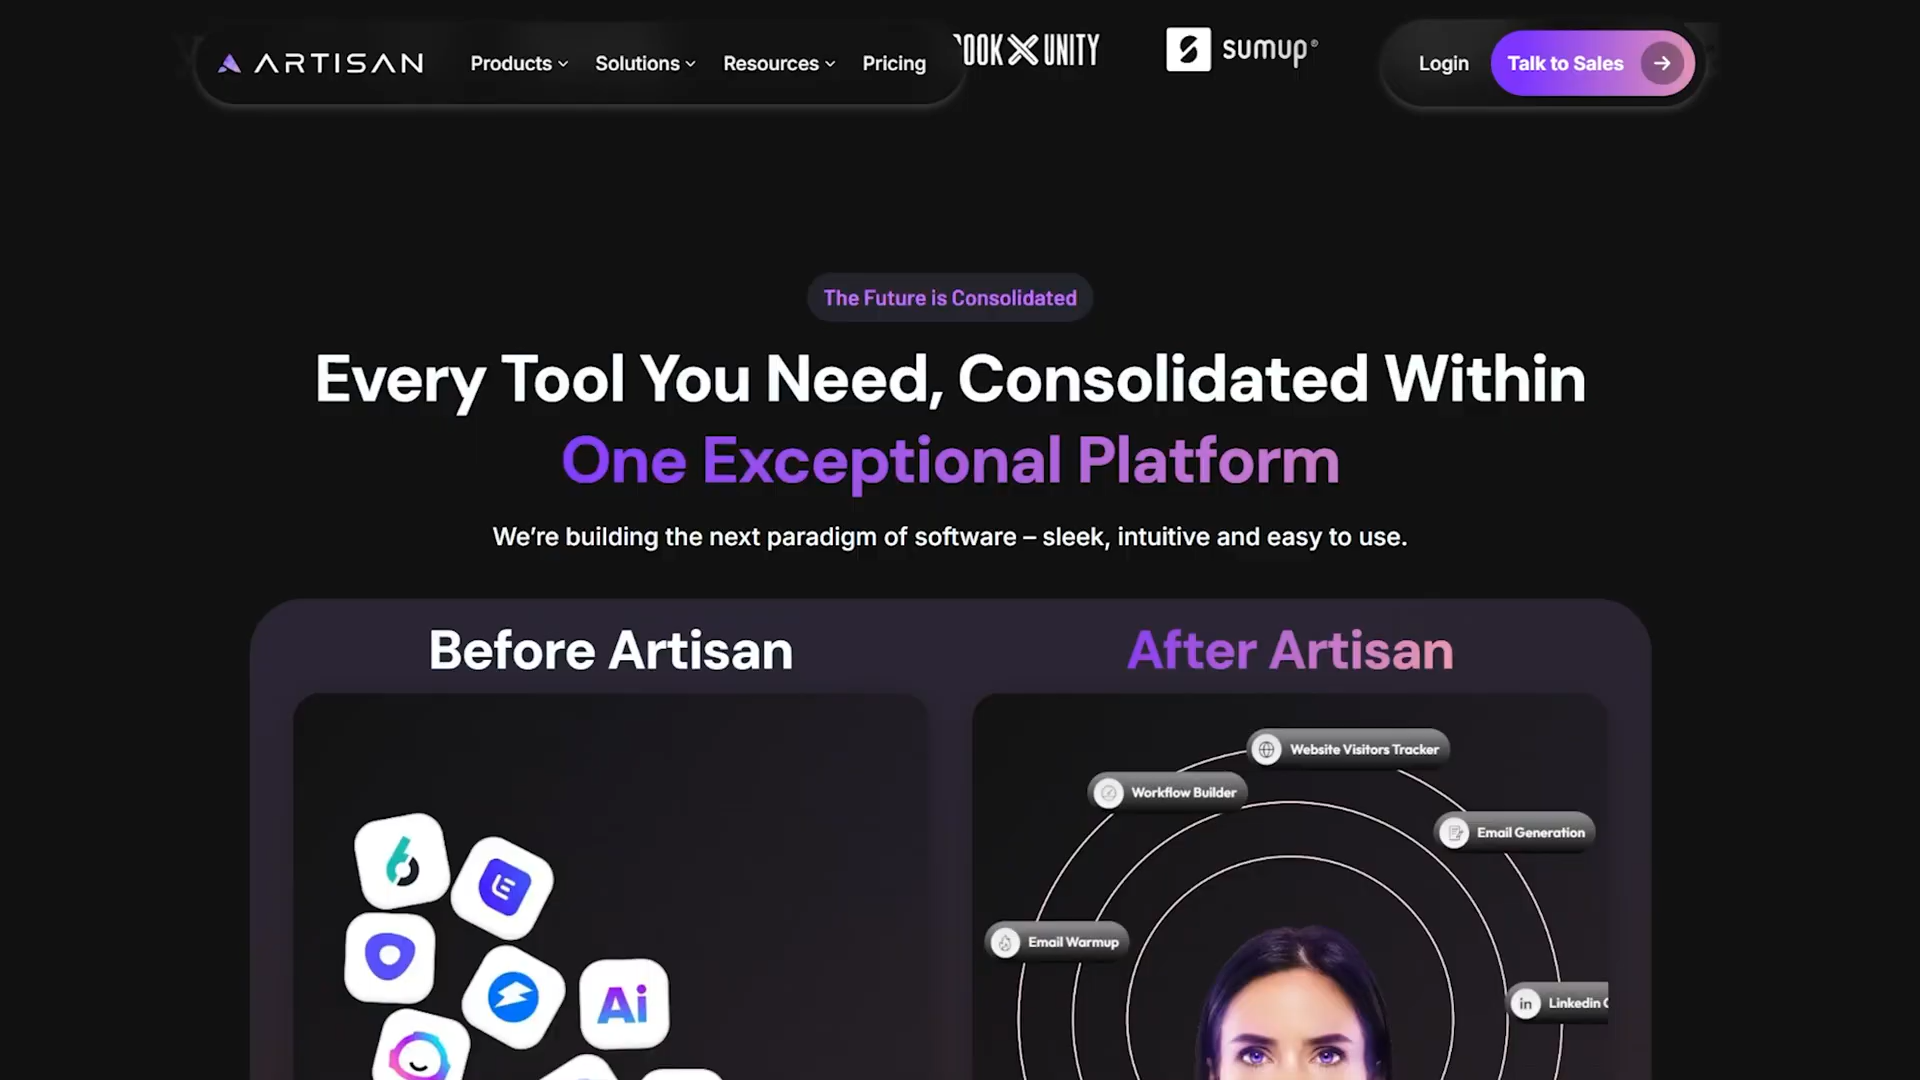 ARTISAN
Products
Solutions
Resources
Pricing
UNITY
sumup®
Login
Talk to Sales
The Future is Consolidated
Every Tool You Need, Consolidated Within
One Exceptional Platform
We’re building the next paradigm of software – sleek, intuitive and easy to use.
Before Artisan
After Artisan
Website Visitors Tracker
Workflow Builder
Email Generation
Email Warmup
in Linkedin
Ai